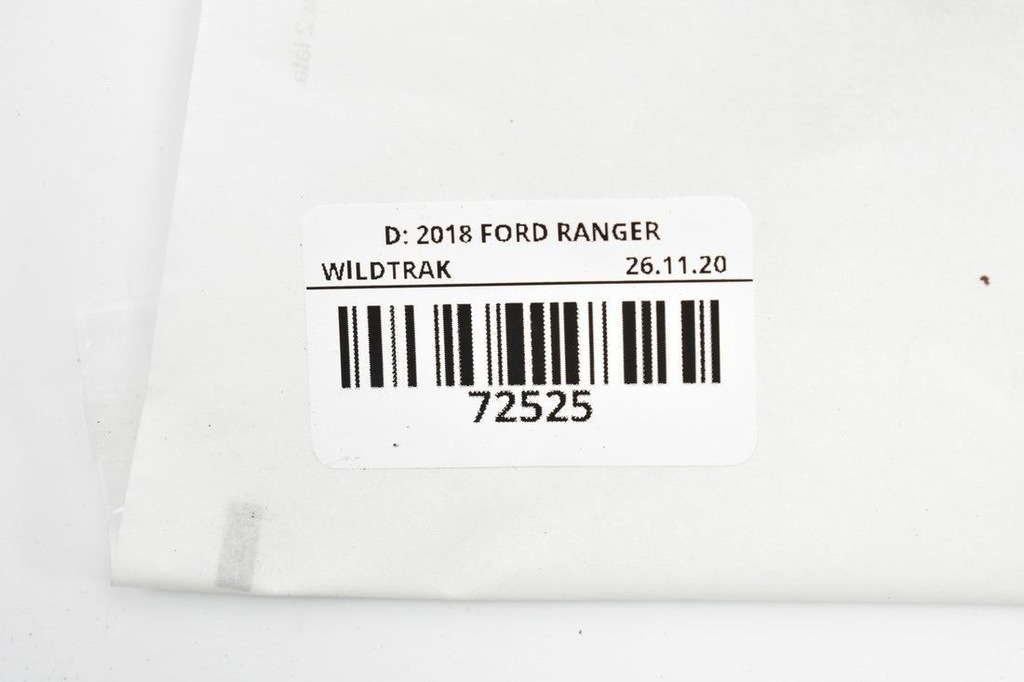 D: 2018 FORD RANGER
WILDTRAK 26.11.20
72525